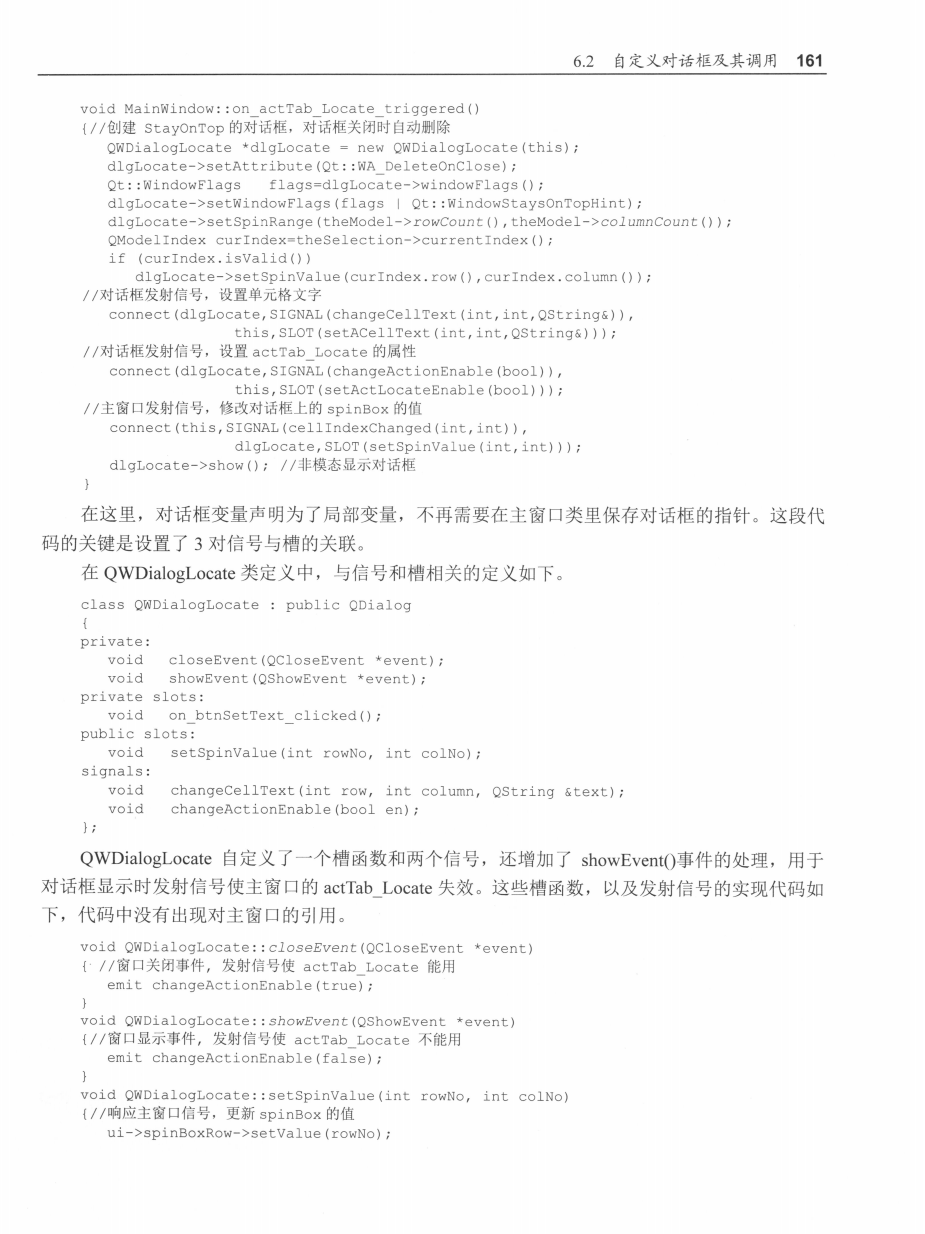 6.2 自定义对话框及其调用 161
void MainWindow::on_actTab_Locate_triggered()
{//创建 StayOnTop 的对话框，对话框关闭时自动删除
QWDialogLocate *dlgLocate = new QWDialogLocate(this);
dlgLocate->setAttribute(Qt::WA_DeleteOnClose);
Qt::WindowFlags flags=dlgLocate->windowFlags();
dlgLocate->setWindowFlags(flags | Qt::WindowStaysOnTopHint);
dlgLocate->setSpinRange(theModel->rowCount(),theModel->columnCount());
QModelIndex curIndex=theSelection->currentIndex();
if (curIndex.isValid())
dlgLocate->setSpinValue(curIndex.row(),curIndex.column());
//对话框发射信号，设置单元格文字
connect(dlgLocate,SIGNAL(changeCellText(int,int,QString&)),
this,SLOT(setACellText(int,int,QString&)));
//对话框发射信号，设置 actTab_Locate 的属性
connect(dlgLocate,SIGNAL(changeActionEnable(bool)),
this,SLOT(setActLocateEnable(bool)));
//主窗口发射信号，修改对话框上的 spinBox 的值
connect(this,SIGNAL(cellIndexChanged(int,int)),
dlgLocate,SLOT(setSpinValue(int,int)));
dlgLocate->show(); //非模态显示对话框
}
在这里，对话框变量声明为了局部变量，不再需要在主窗口类里保存对话框的指针。这段代
码的关键是设置了 3 对信号与槽的关联。
在 QWDialogLocate 类定义中，与信号和槽相关的定义如下。
class QWDialogLocate : public QDialog
{
private:
void closeEvent(QCloseEvent *event);
void showEvent(QShowEvent *event);
private slots:
void on_btnSetText_clicked();
public slots:
void setSpinValue(int rowNo, int colNo);
signals:
void changeCellText(int row, int column, QString &text);
void changeActionEnable(bool en);
};
QWDialogLocate 自定义了一个槽函数和两个信号，还增加了 showEvent()事件的处理，用于
对话框显示时发射信号使主窗口的 actTab_Locate 失效。这些槽函数，以及发射信号的实现代码如
下，代码中没有出现对主窗口的引用。
void QWDialogLocate::closeEvent(QCloseEvent *event)
{ //窗口关闭事件，发射信号使 actTab_Locate 能用
emit changeActionEnable(true);
}
void QWDialogLocate::showEvent(QShowEvent *event)
{//窗口显示事件，发射信号使 actTab_Locate 不能用
emit changeActionEnable(false);
}
void QWDialogLocate::setSpinValue(int rowNo, int colNo)
{//响应主窗口信号，更新 spinBox 的值
ui->spinBoxRow->setValue(rowNo);